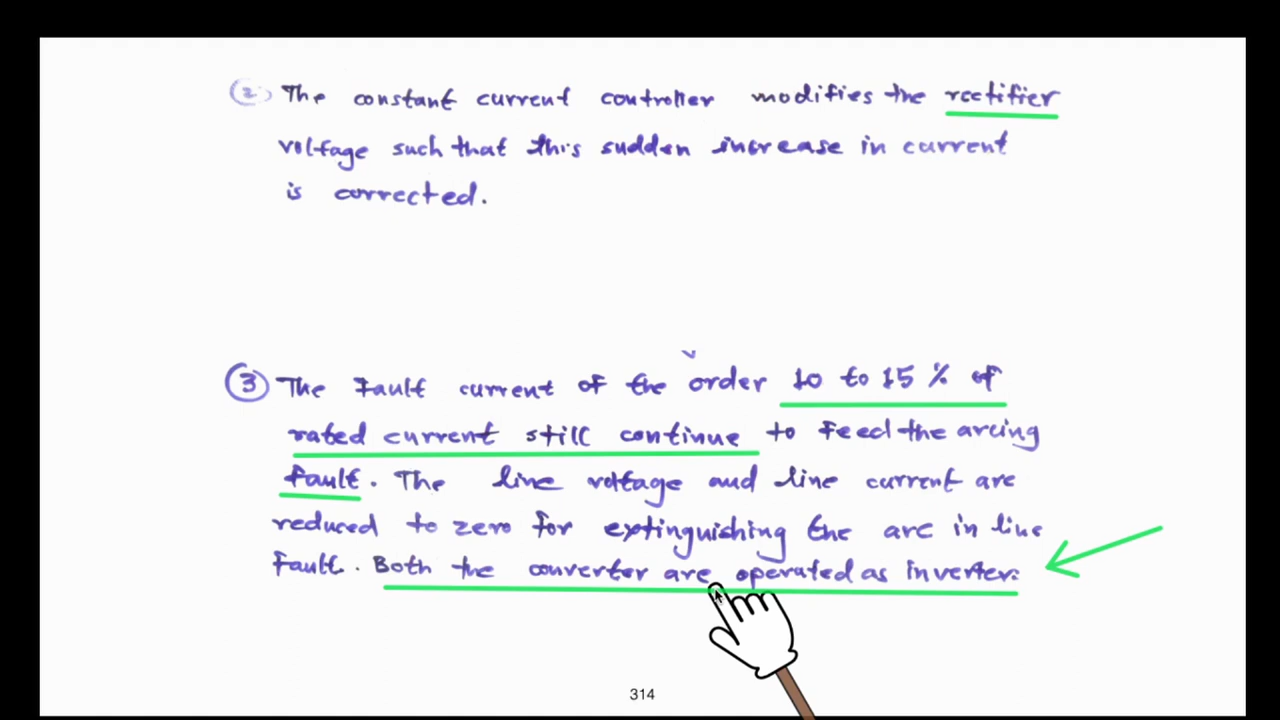 ② The constant current controller modifies the rectifier
voltage such that this sudden increase in current
is corrected.
③ The Fault current of the order 10 to 15 % of
rated current still continue to feed the arcing
fault. The line voltage and line current are
reduced to zero for extinguishing the arc in line
fault. Both the converter are operated as inverter.
314